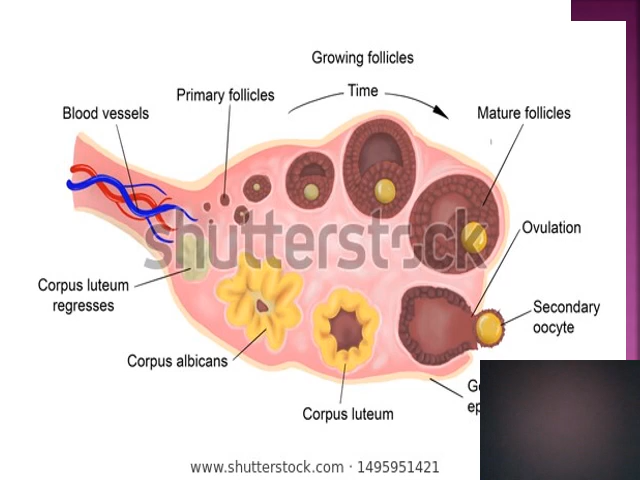 Growing follicles
Time
Primary follicles
Blood vessels
Mature follicles
Ovulation
shutterstock
Corpus luteum
regresses
Secondary
oocyte
Corpus albicans
Corpus luteum
www.shutterstock.com · 1495951421